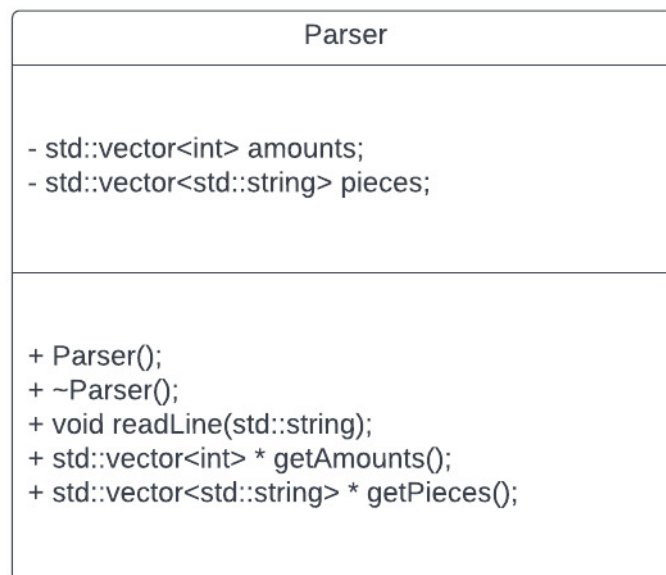 Parser
- std::vector<int> amounts;
- std::vector<std::string> pieces;
+ Parser();
+ ~Parser();
+ void readLine(std::string);
+ std::vector<int> * getAmounts();
+ std::vector<std::string> * getPieces();